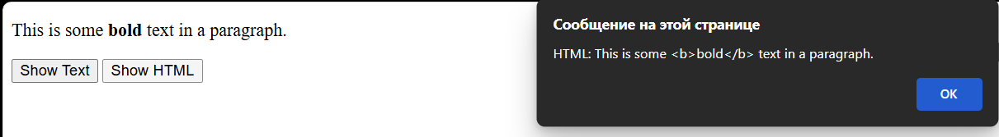 This is some bold text in a paragraph.
Show Text Show HTML
Сообщение на этой странице
HTML: This is some <b>bold</b> text in a paragraph.
OK